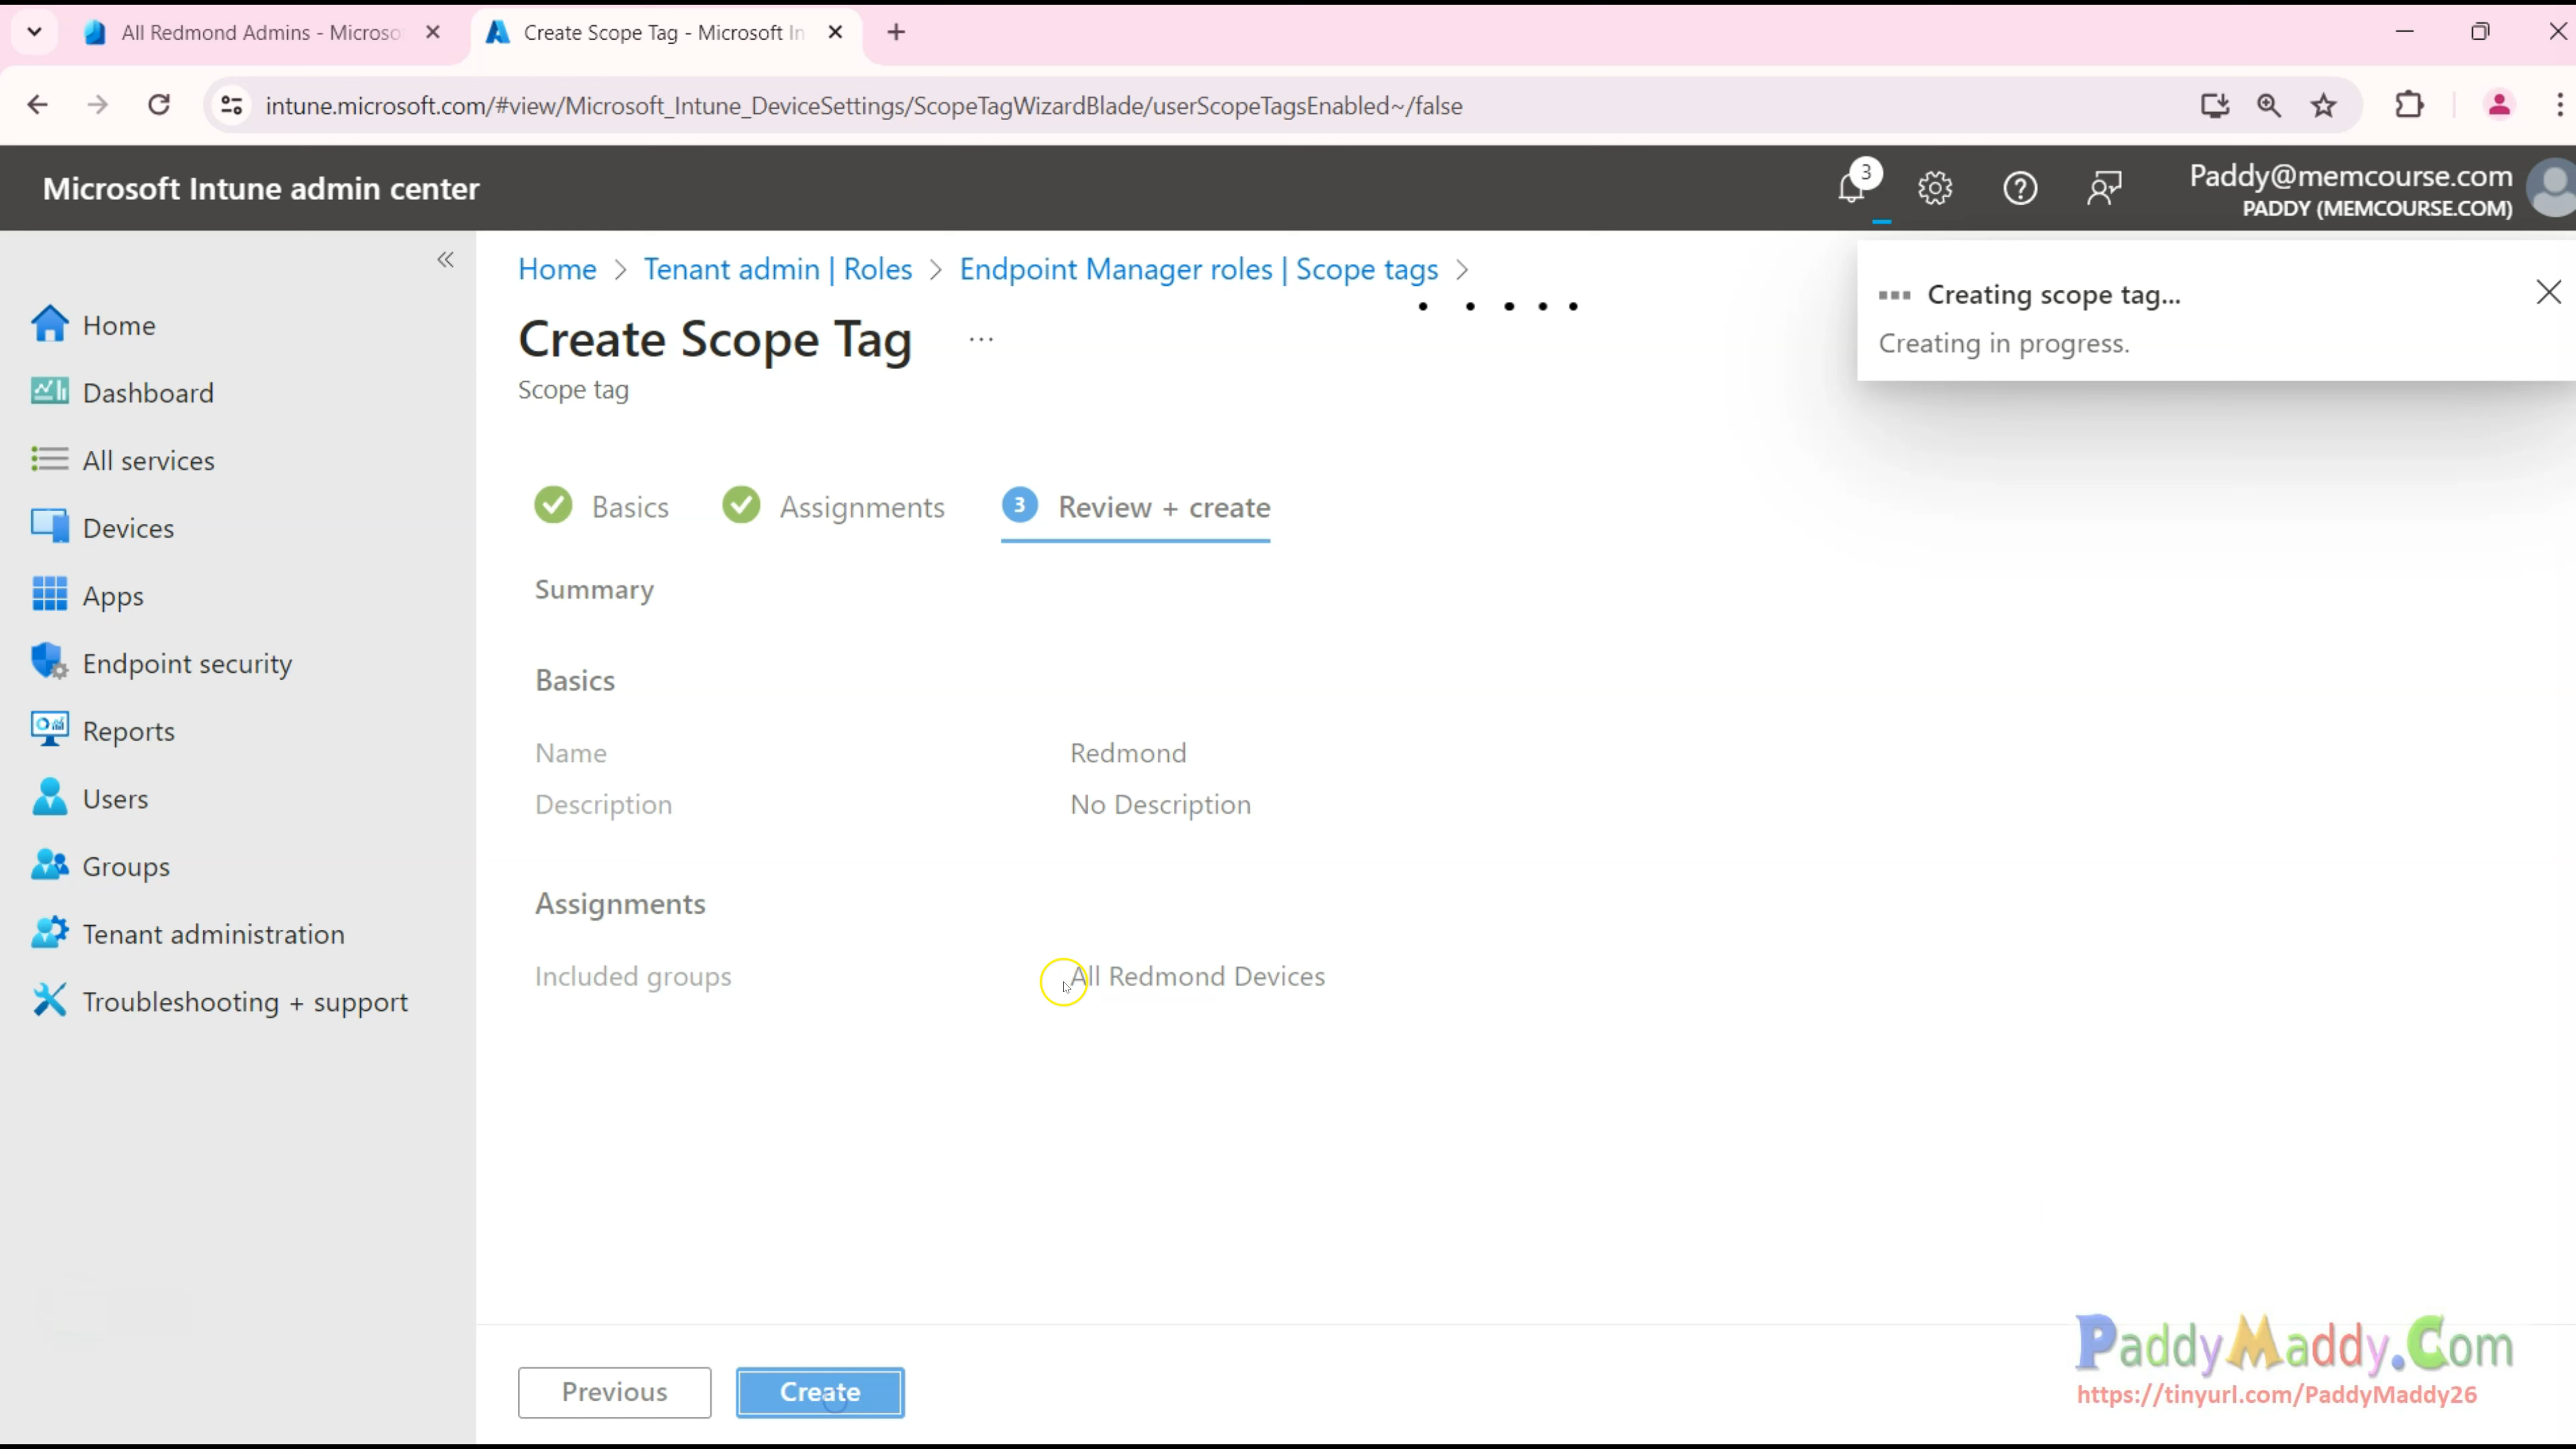 All Redmond Admins - Microso
Create Scope Tag - Microsoft In
intune.microsoft.com/#view/Microsoft_Intune_DeviceSettings/ScopeTagWizardBlade/userScopeTagsEnabled~/false
Microsoft Intune admin center
3
Paddy@memcourse.com
PADDY (MEMCOURSE.COM)
Home > Tenant admin | Roles > Endpoint Manager roles | Scope tags >
Create Scope Tag ...
Scope tag
Creating scope tag...
Creating in progress.
Home
Dashboard
All services
Devices
Apps
Endpoint security
Reports
Users
Groups
Tenant administration
Troubleshooting + support
Basics Assignments 3 Review + create
Summary
Basics
Name Redmond
Description No Description
Assignments
Included groups All Redmond Devices
Previous Create
PaddyMaddy.Com
https://tinyurl.com/PaddyMaddy26